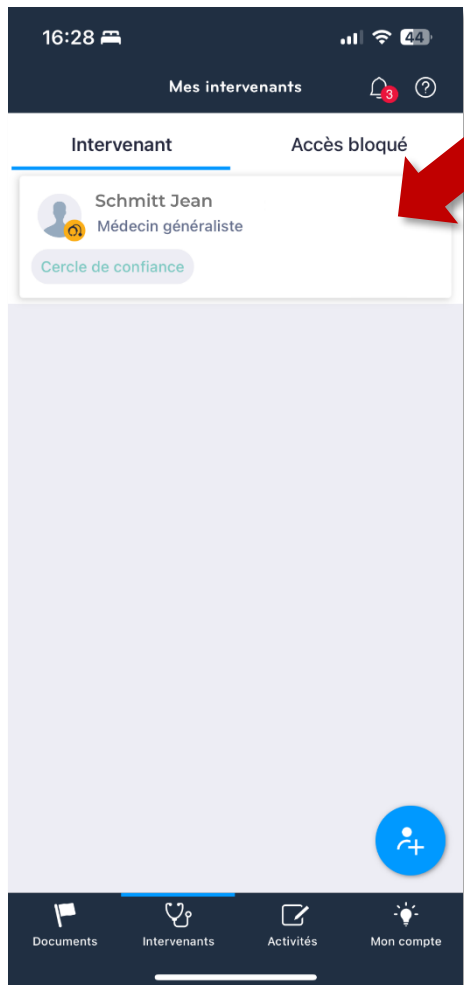 16:28 44
Mes intervenants
3
Intervenant Accès bloqué
Schmitt Jean
Médecin généraliste
Cercle de confiance
Documents Intervenants Activités Mon compte